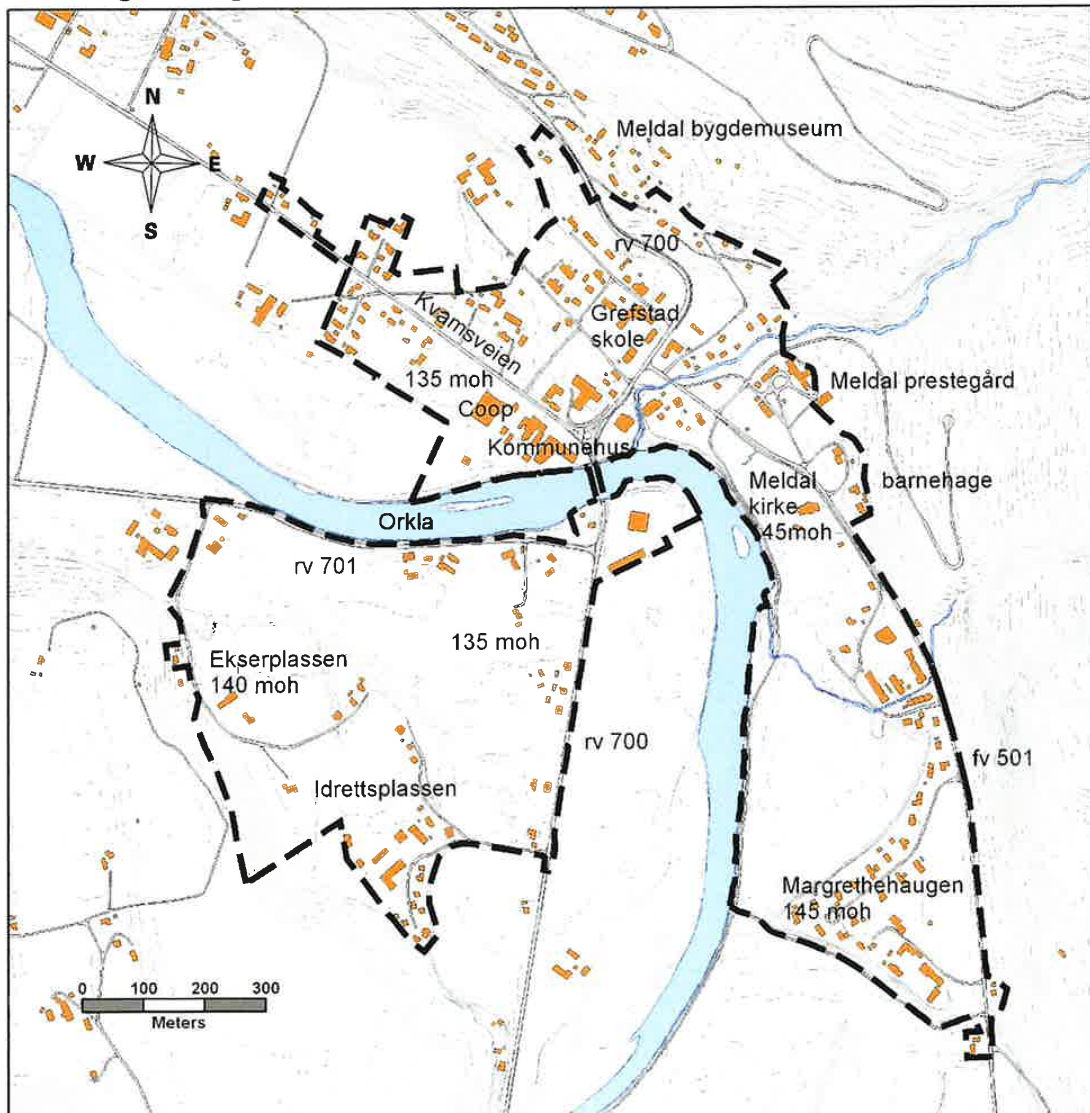 N
W E
S
Meldal bygdemuseum
rv 700
Kvamsveien
Grefstad
skole
135 moh
Coop
Meldal prestegård
Kommunehus
Meldal
kirke
145moh
barnehage
Orkla
rv 701
135 moh
Ekserplassen
140 moh
rv 700
fv 501
Idrettsplassen
Margrethehaugen
145 moh
0 100 200 300
Meters